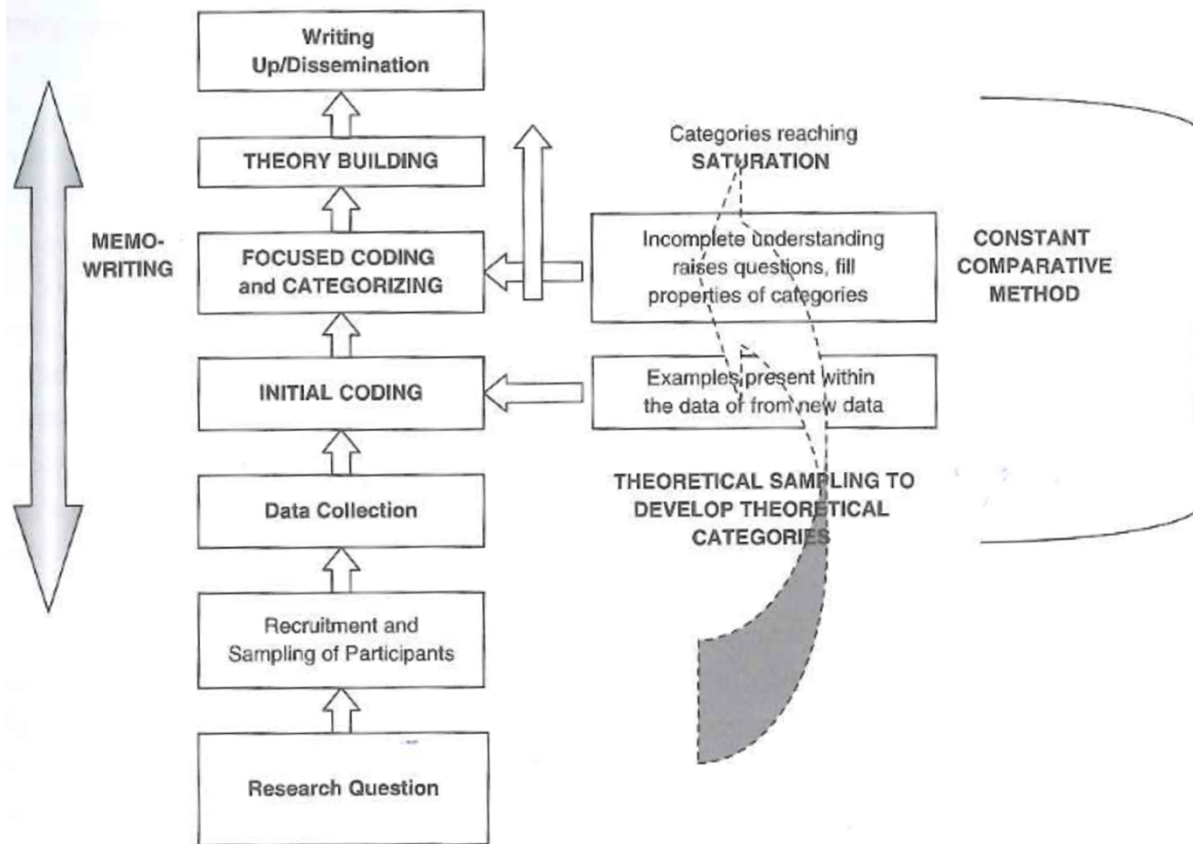 Writing
Up/Dissemination
THEORY BUILDING
MEMO-
WRITING
FOCUSED CODING
and CATEGORIZING
INITIAL CODING
Data Collection
Recruitment and
Sampling of Participants
Research Question
Categories reaching
SATURATION
Incomplete understanding
raises questions, fill
properties of categories
Examples present within
the data or from new data
THEORETICAL SAMPLING TO
DEVELOP THEORETICAL
CATEGORIES
CONSTANT
COMPARATIVE
METHOD